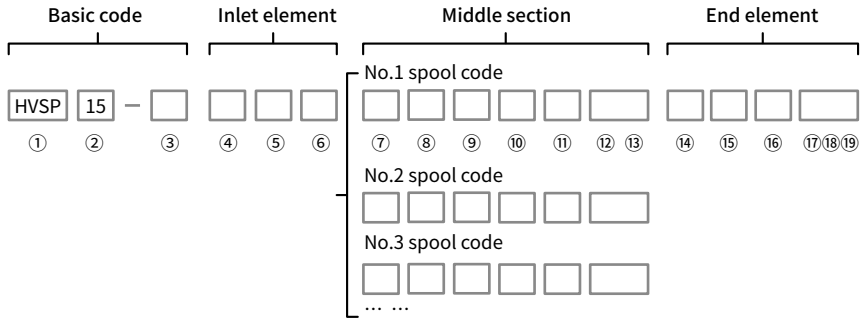 Basic code Inlet element Middle section End element
No.1 spool code
HVSP 15 –
① ② ③ ④ ⑤ ⑥ ⑦ ⑧ ⑨ ⑩ ⑪ ⑫ ⑬ ⑭ ⑮ ⑯ ⑰⑱⑲
No.2 spool code
No.3 spool code
… …